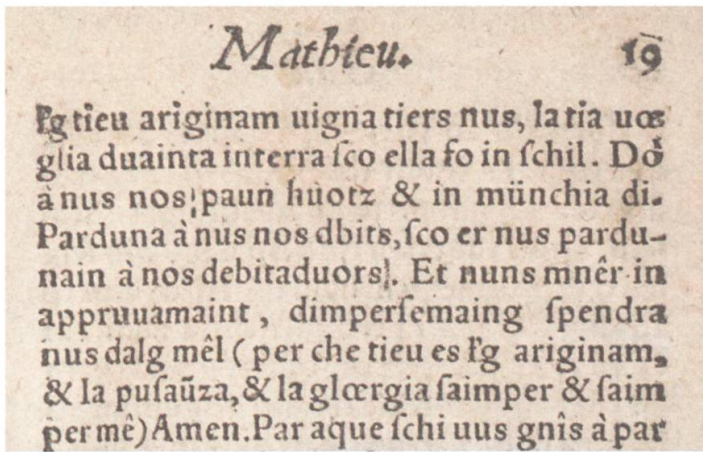 Mathieu. 19
l'g tieu ariginam uigna tiers nus, la tia uœ
glia duainta interra ſco ella fo in ſchil. Dò
à nus nos paun huotz & in münchia di.
Parduna à nus nos dbits, ſco er nus pardu-
nain à nos debitaduors. Et nuns mnêr in
appruuamaint, dimperſemaing ſpendra
nus dalg mêl (per che tieu es l'g ariginam,
& la puſaũza, & la glœrgia ſaimper & ſaim
per mê) Amen. Par aque ſchi uus gnîs à par